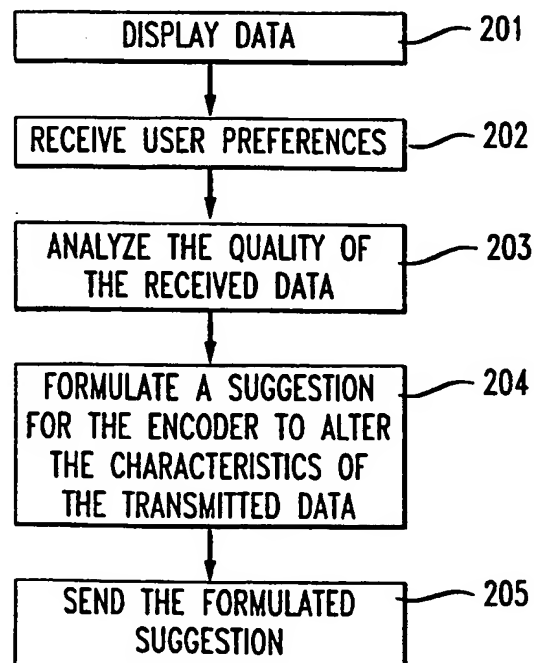 DISPLAY DATA 201
RECEIVE USER PREFERENCES 202
ANALYZE THE QUALITY OF
THE RECEIVED DATA
203
FORMULATE A SUGGESTION
FOR THE ENCODER TO ALTER
THE CHARACTERISTICS OF
THE TRANSMITTED DATA
204
SEND THE FORMULATED
SUGGESTION
205